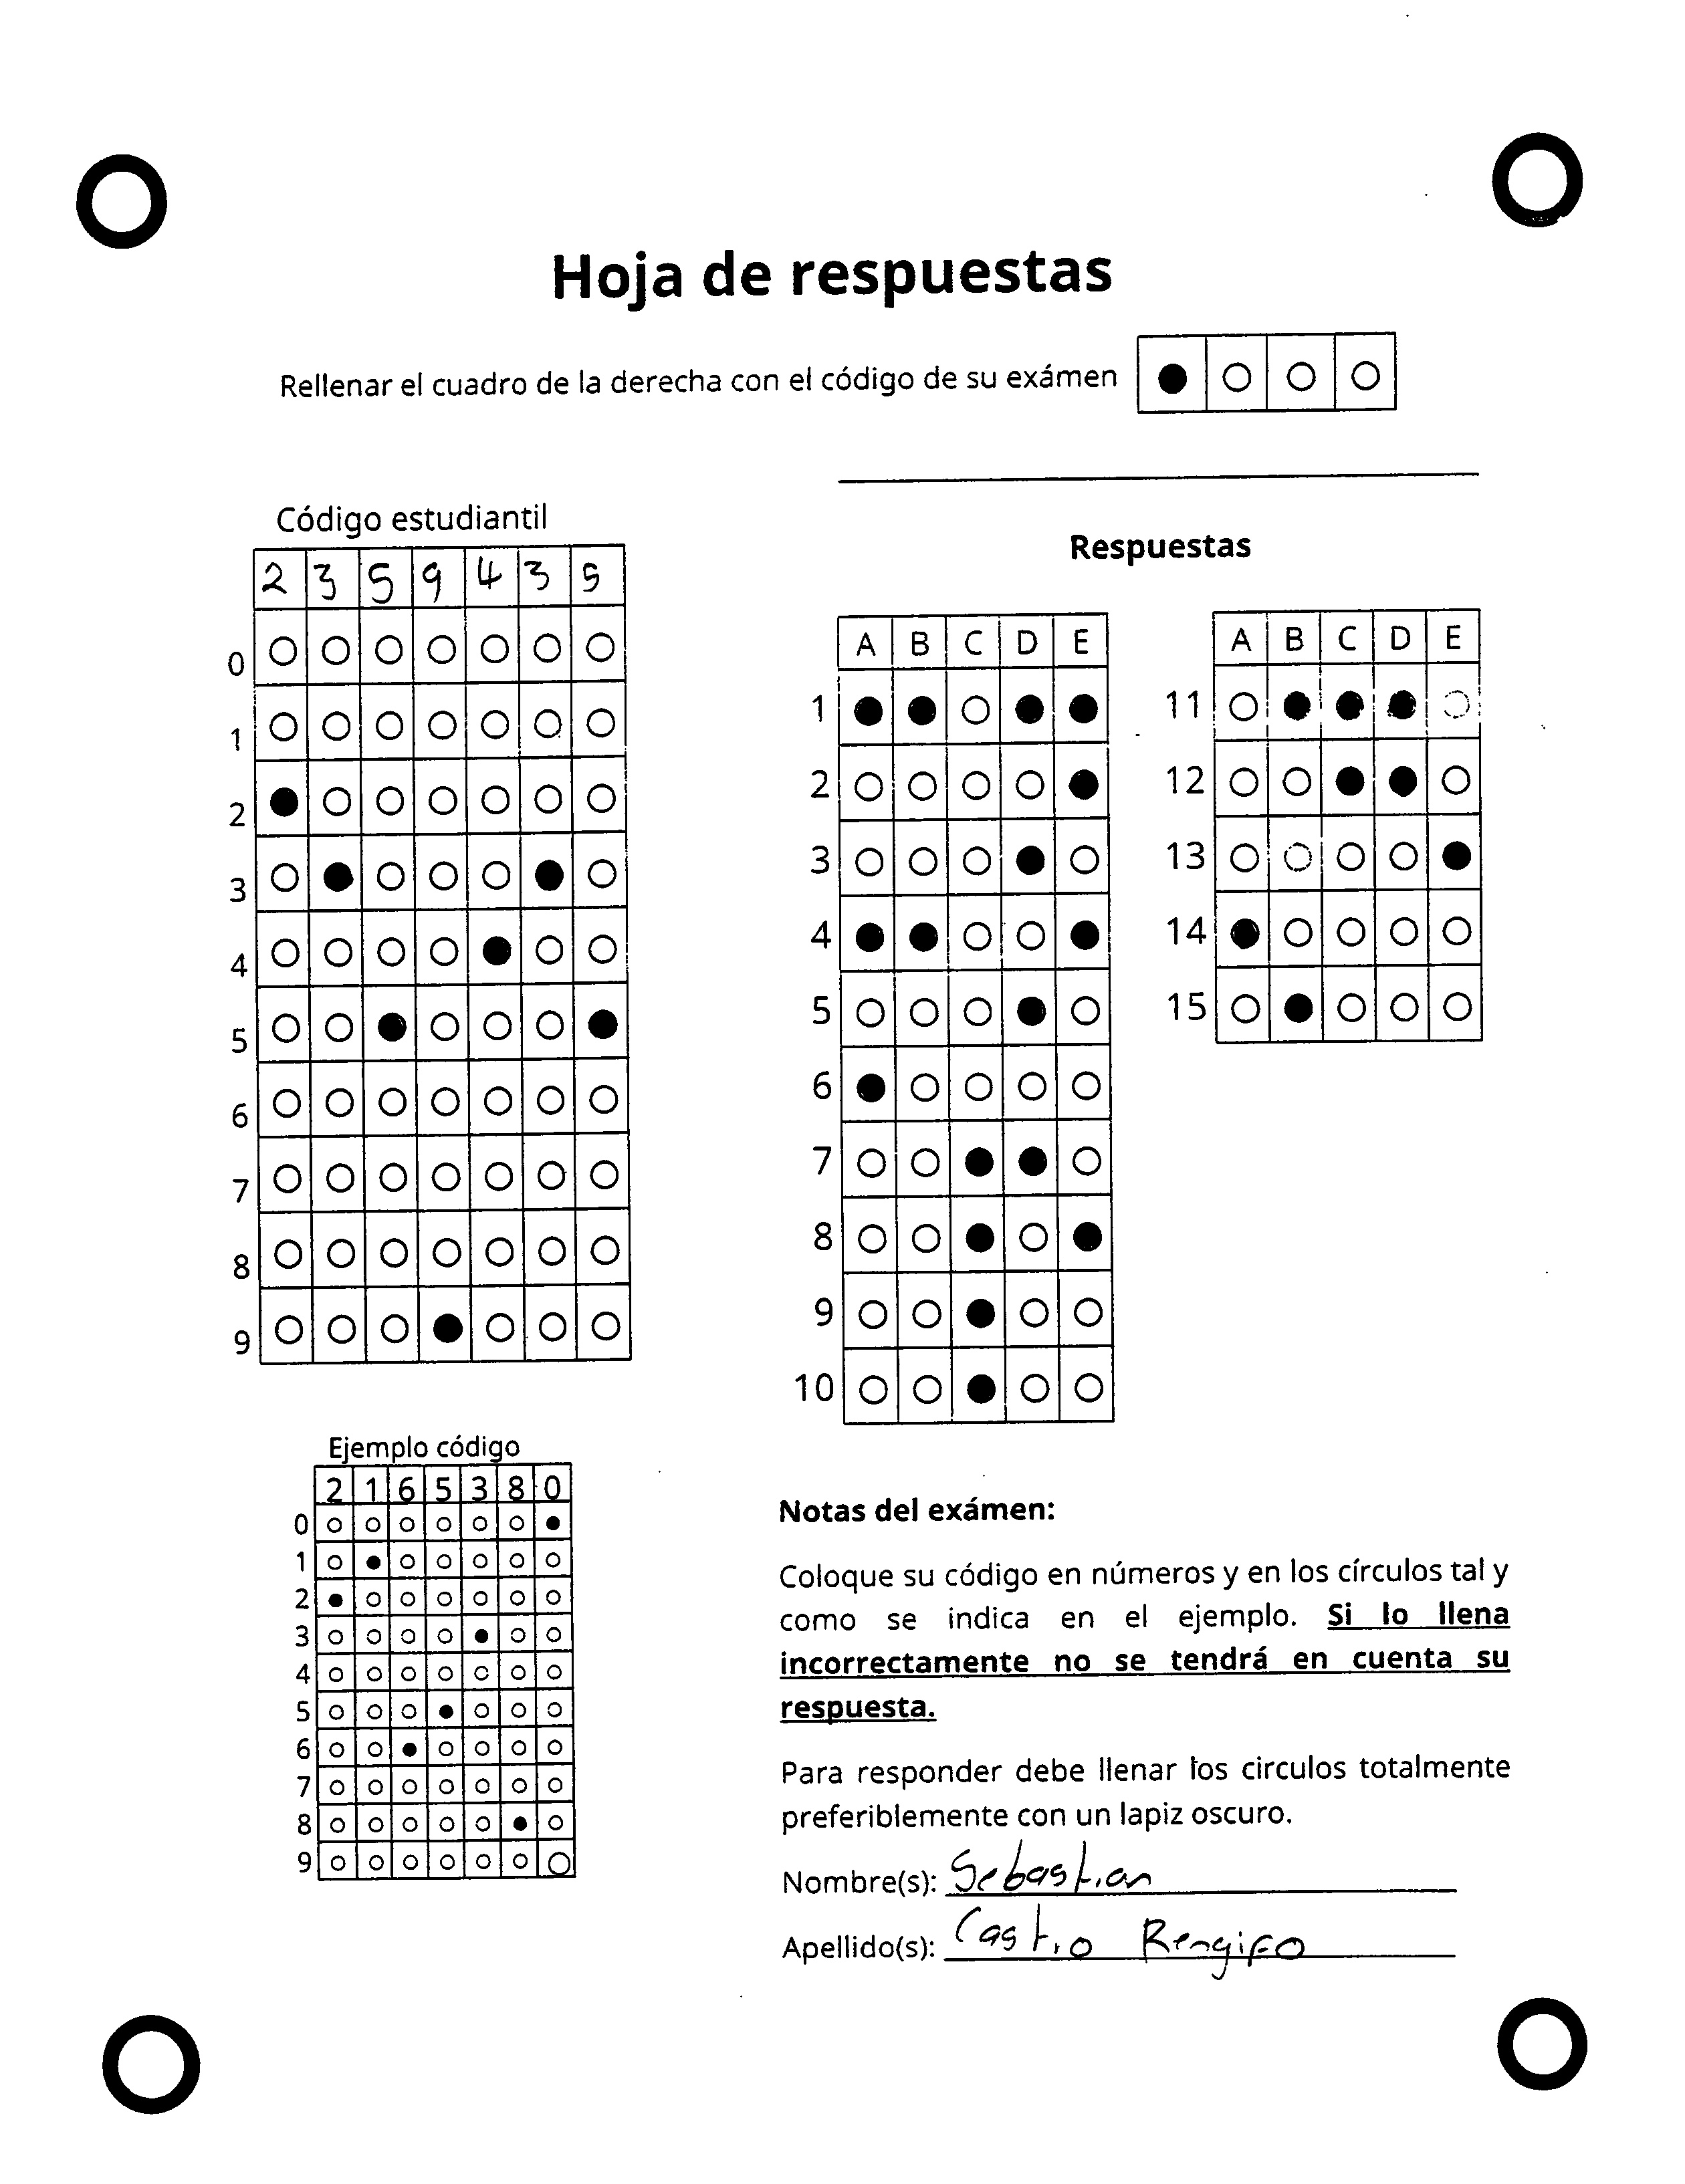 Hoja de respuestas
Rellenar el cuadro de la derecha con el código de su exámen
Código estudiantil
2 3 5 9 4 3 5
0
1
2
3
4
5
6
7
8
9
Respuestas
A B C D E
1
2
3
4
5
6
7
8
9
10
A B C D E
11
12
13
14
15
Ejemplo código
2 1 6 5 3 8 0
0
1
2
3
4
5
6
7
8
9
Notas del exámen:
Coloque su código en números y en los círculos tal y
como se indica en el ejemplo. Si lo llena
incorrectamente no se tendrá en cuenta su
respuesta.
Para responder debe llenar los circulos totalmente
preferiblemente con un lapiz oscuro.
Nombre(s): Sebastian
Apellido(s): Castro Rengifo